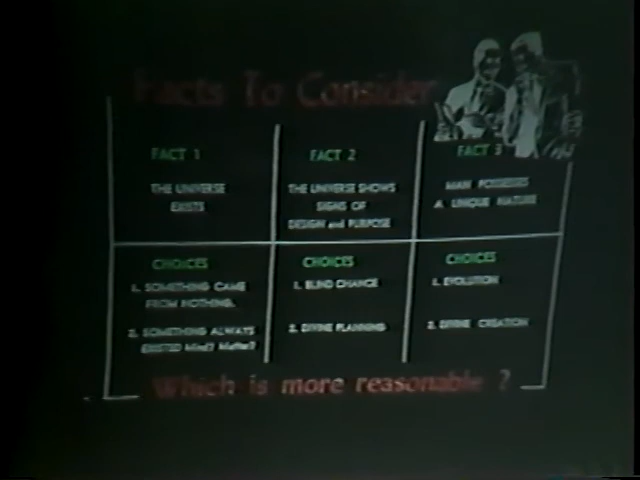 Facts To Consider
FACT 1
THE UNIVERSE
EXISTS
FACT 2
THE UNIVERSE SHOWS
SIGNS OF
DESIGN and PURPOSE
FACT 3
MAN POSSESSES
A UNIQUE NATURE
CHOICES
1. SOMETHING CAME
FROM NOTHING.
2. SOMETHING ALWAYS
EXISTED Mind? Matter?
CHOICES
1. BLIND CHANCE
2. DIVINE PLANNING
CHOICES
1. EVOLUTION
2. DIVINE CREATION
Which is more reasonable ?